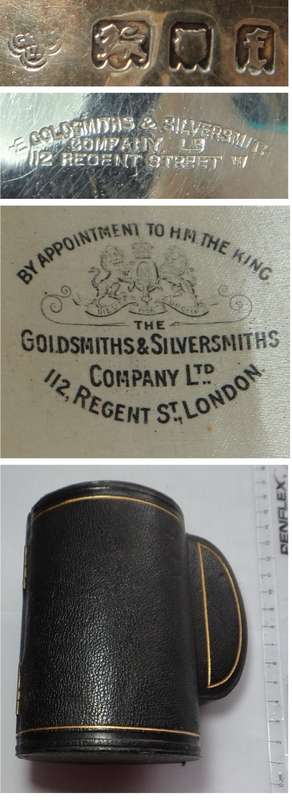 GOLDSMITHS & SILVERSMIT
COMPANY LD
112 REGENT STREET W
BY APPOINTMENT TO H.M. THE KING
THE
GOLDSMITHS & SILVERSMITHS
COMPANY LTD
112, REGENT ST, LONDON.
PENFLEX